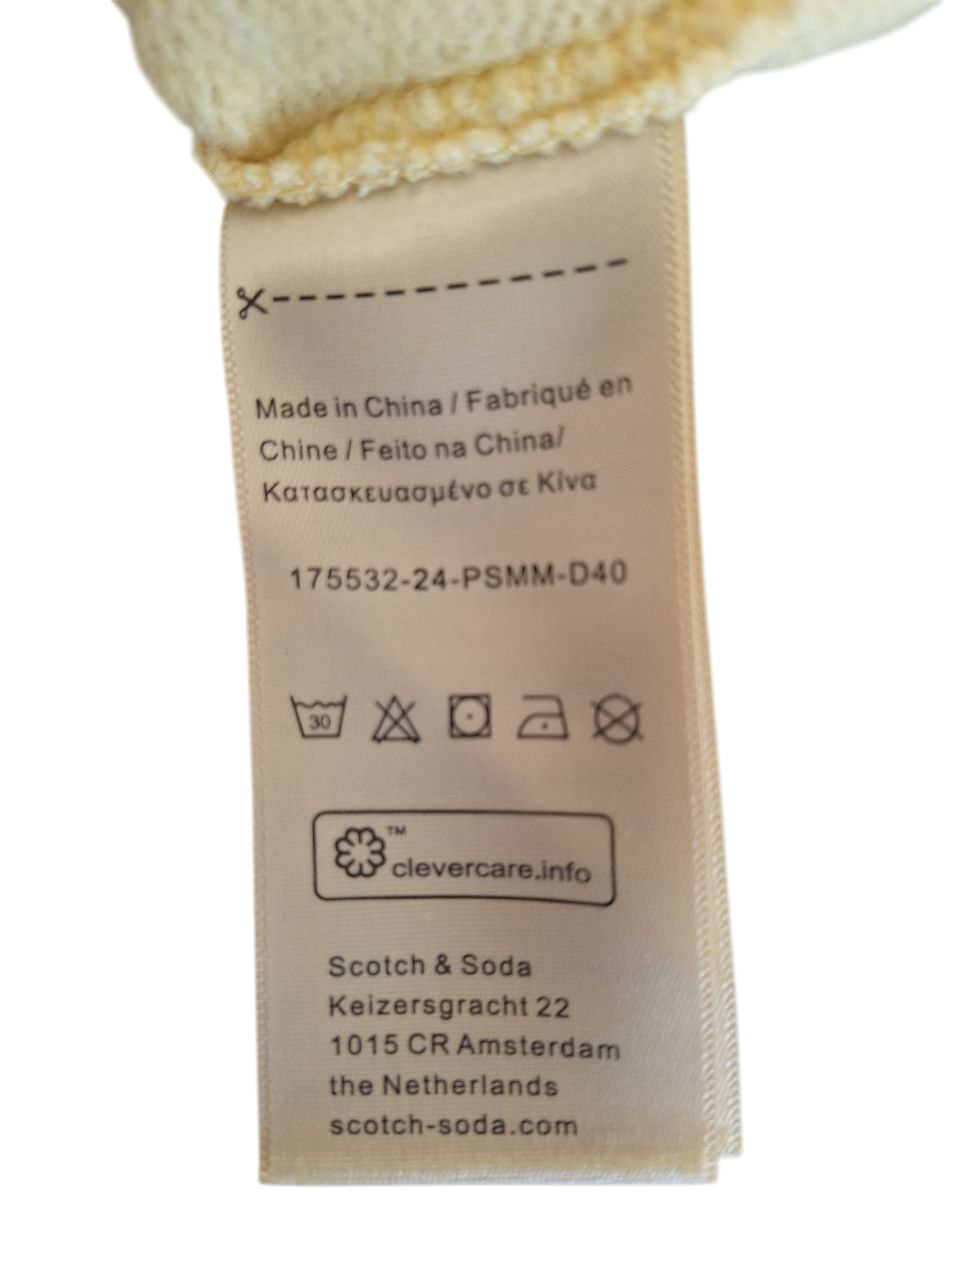 Made in China / Fabriqué en
Chine / Feito na China/
Κατασκευασμένο σε Κίνα
175532-24-PSMM-D40
30
™
clevercare.info
Scotch & Soda
Keizersgracht 22
1015 CR Amsterdam
the Netherlands
scotch-soda.com